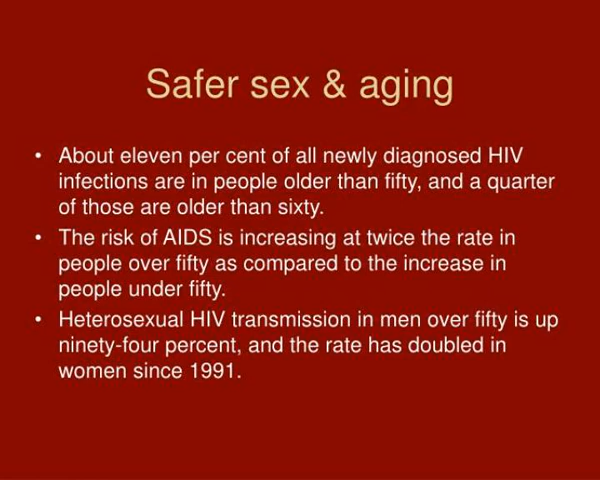 Safer sex & aging
• About eleven per cent of all newly diagnosed HIV
infections are in people older than fifty, and a quarter
of those are older than sixty.
• The risk of AIDS is increasing at twice the rate in
people over fifty as compared to the increase in
people under fifty.
• Heterosexual HIV transmission in men over fifty is up
ninety-four percent, and the rate has doubled in
women since 1991.